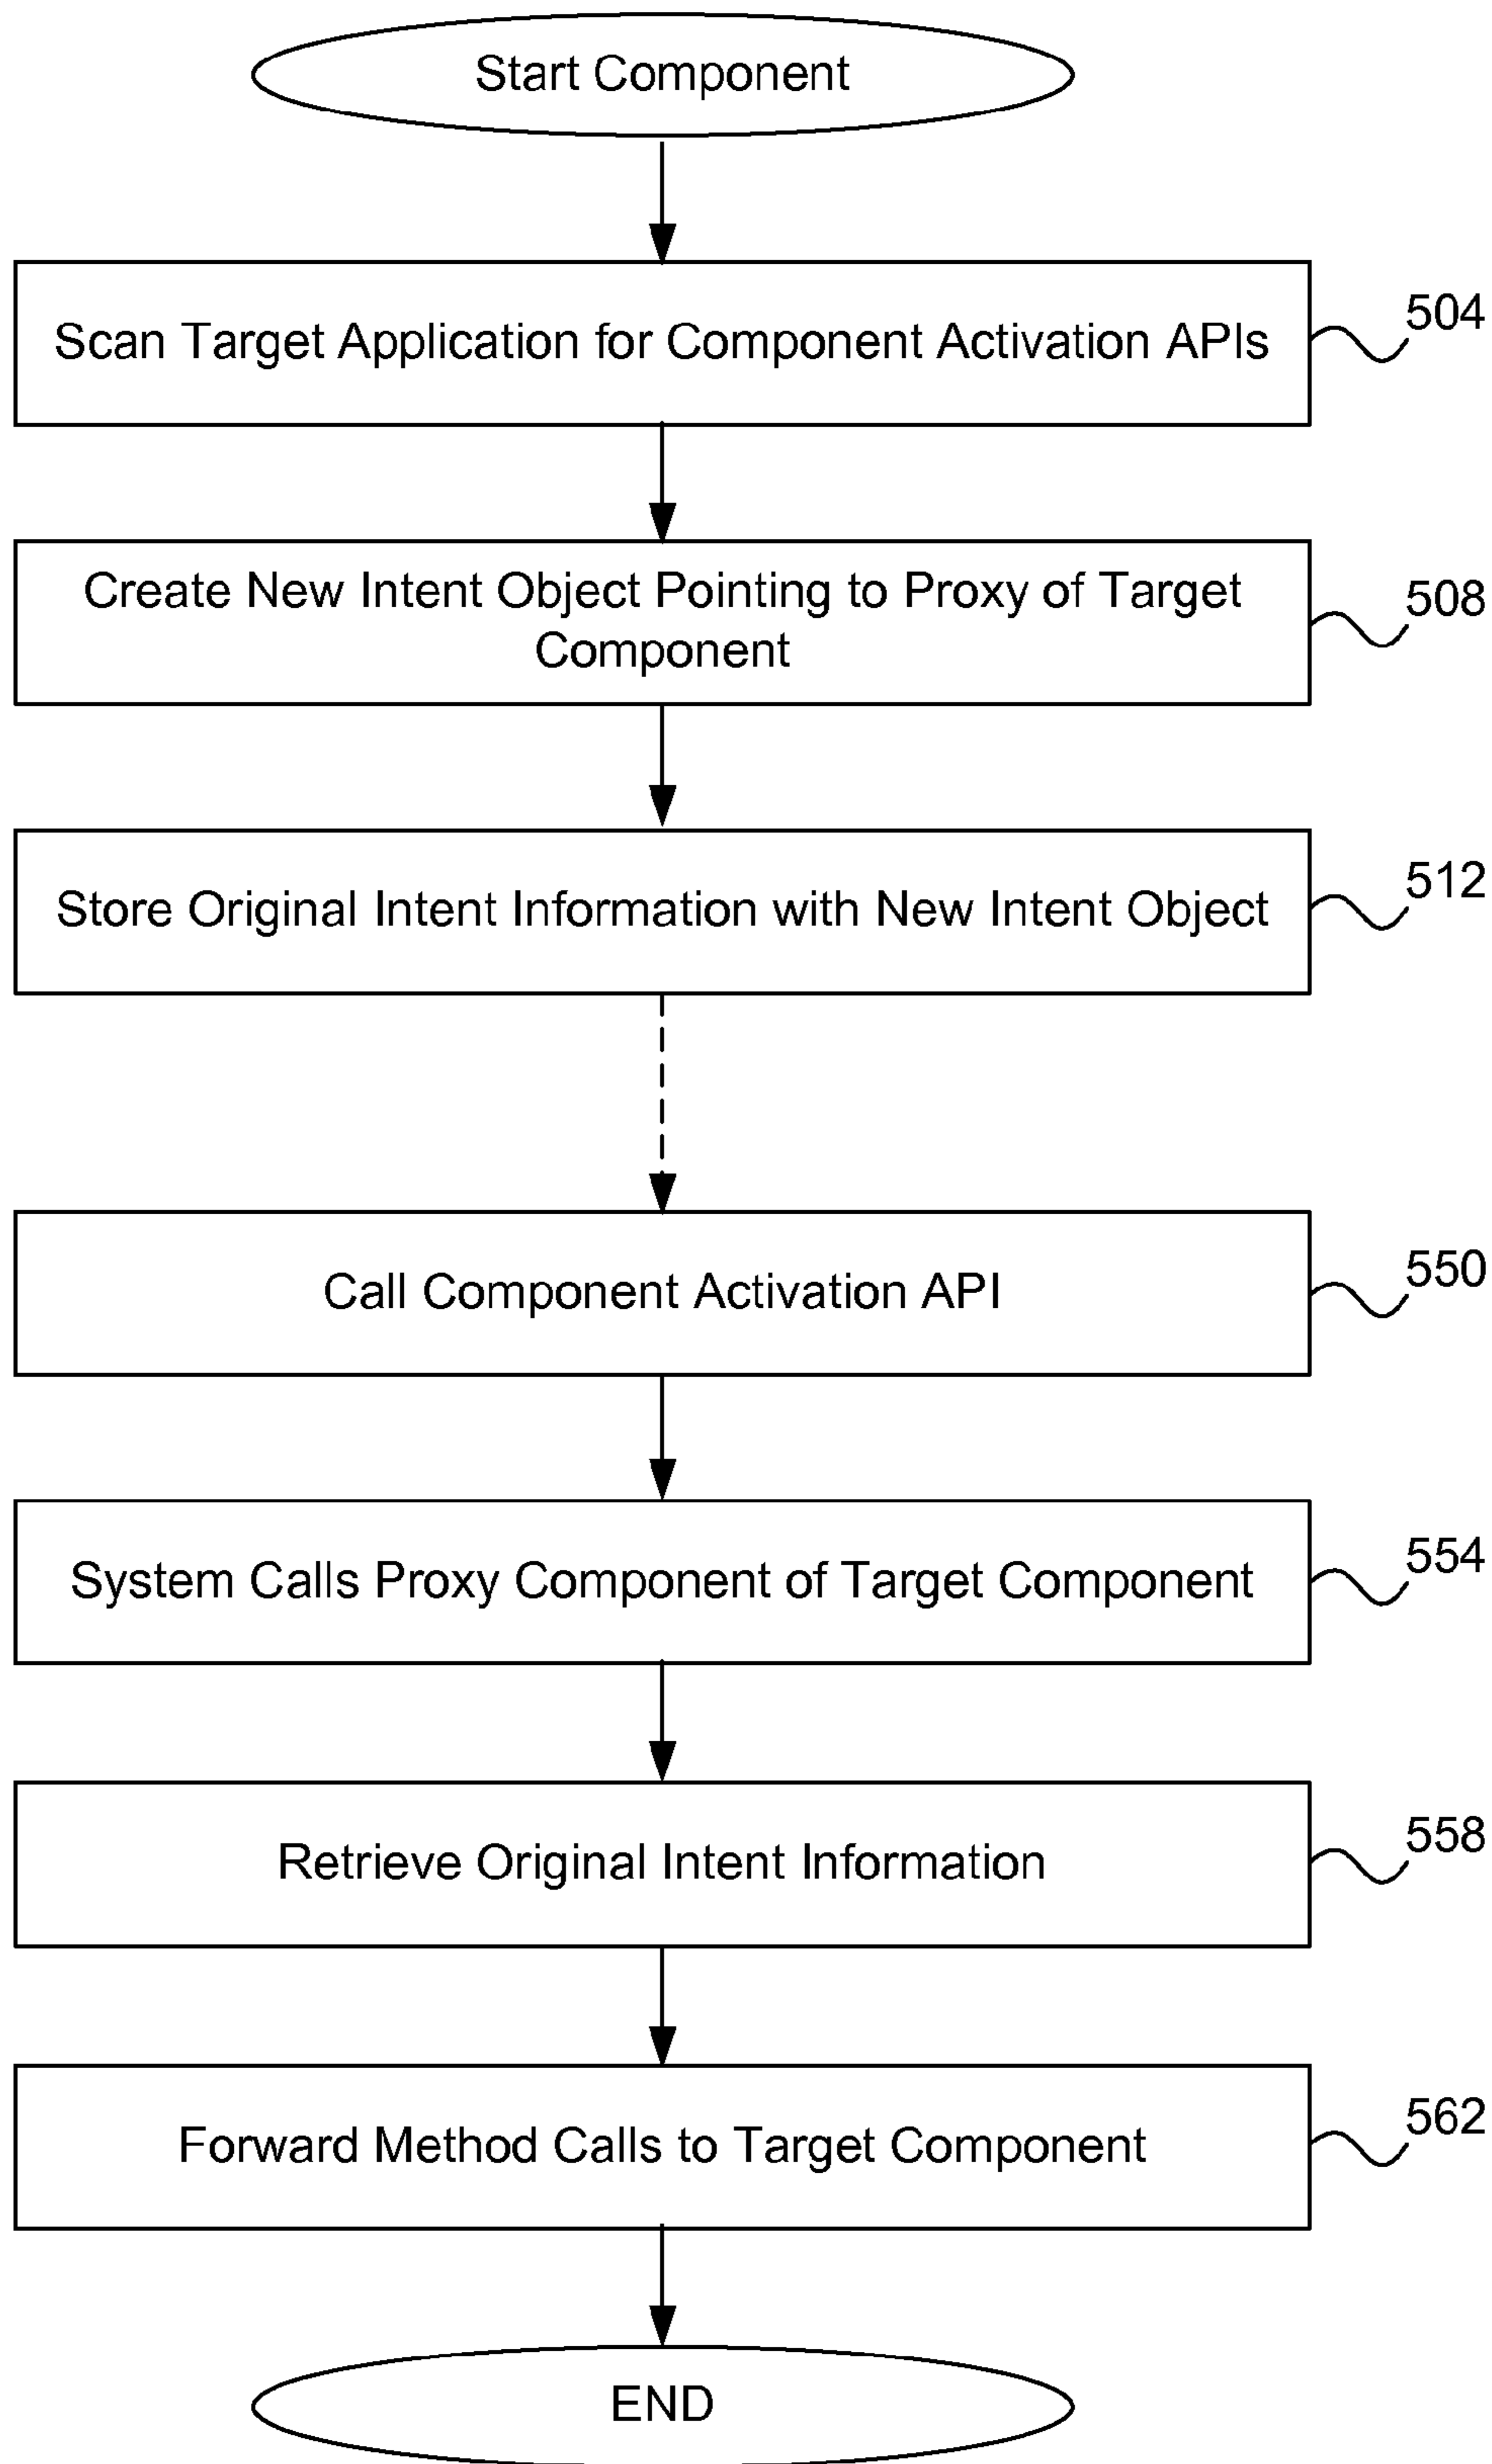 Start Component
Scan Target Application for Component Activation APIs
504
Create New Intent Object Pointing to Proxy of Target
Component
508
Store Original Intent Information with New Intent Object
512
Call Component Activation API
550
System Calls Proxy Component of Target Component
554
Retrieve Original Intent Information
558
Forward Method Calls to Target Component
562
END